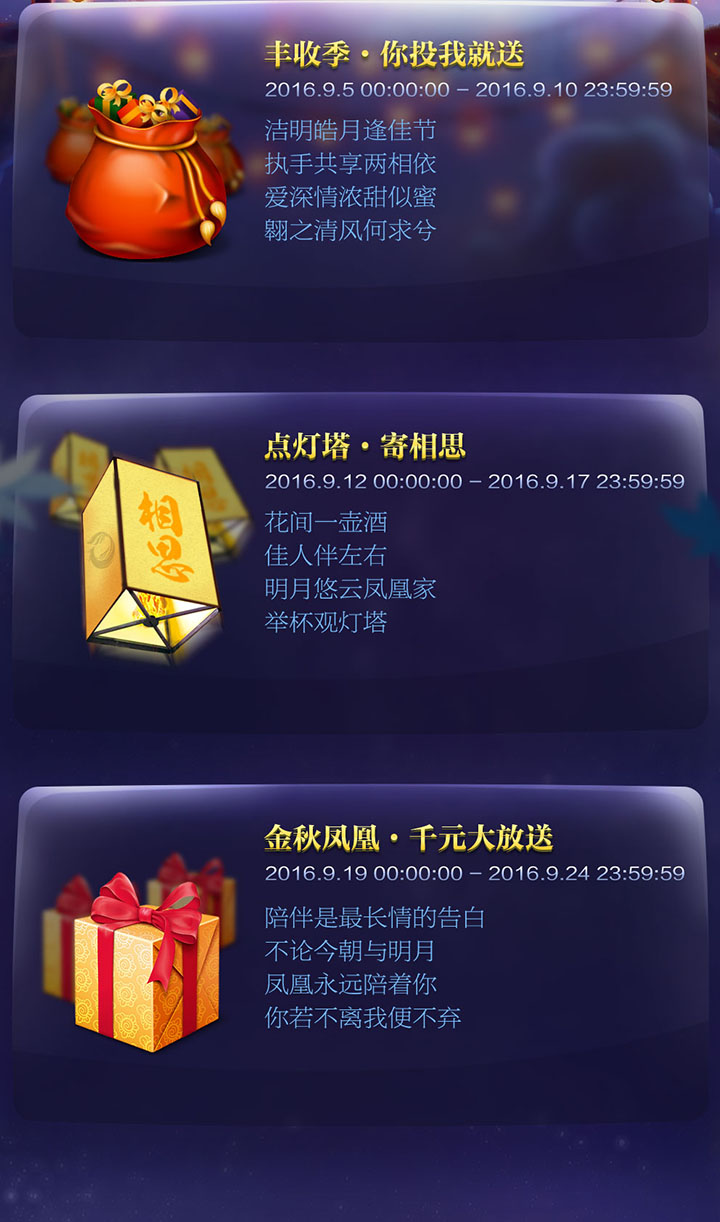 丰收季·你投我就送
2016.9.5 00:00:00 – 2016.9.10 23:59:59
洁明皓月逢佳节
执手共享两相依
爱深情浓甜似蜜
翱之清风何求兮
点灯塔·寄相思
2016.9.12 00:00:00 – 2016.9.17 23:59:59
相思
花间一壶酒
佳人伴左右
明月悠云凤凰家
举杯观灯塔
金秋凤凰·千元大放送
2016.9.19 00:00:00 – 2016.9.24 23:59:59
陪伴是最长情的告白
不论今朝与明月
凤凰永远陪着你
你若不离我便不弃